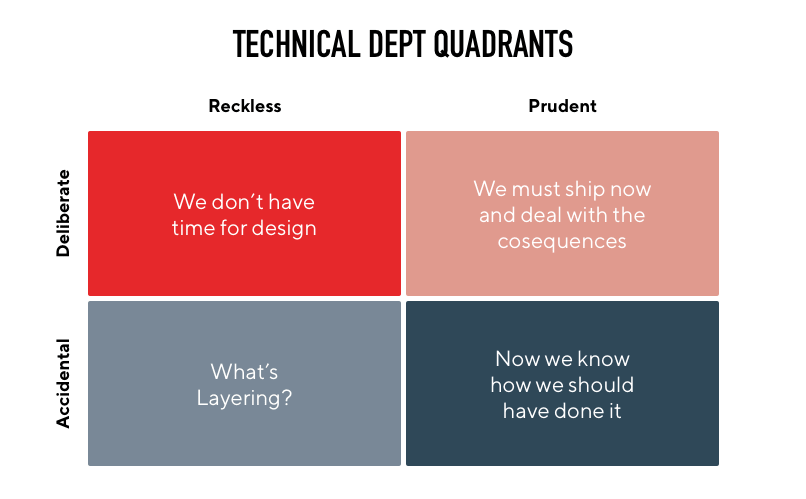 TECHNICAL DEPT QUADRANTS
Reckless
Prudent
Deliberate
We don’t have
time for design
We must ship now
and deal with the
cosequences
Accidental
What’s
Layering?
Now we know
how we should
have done it